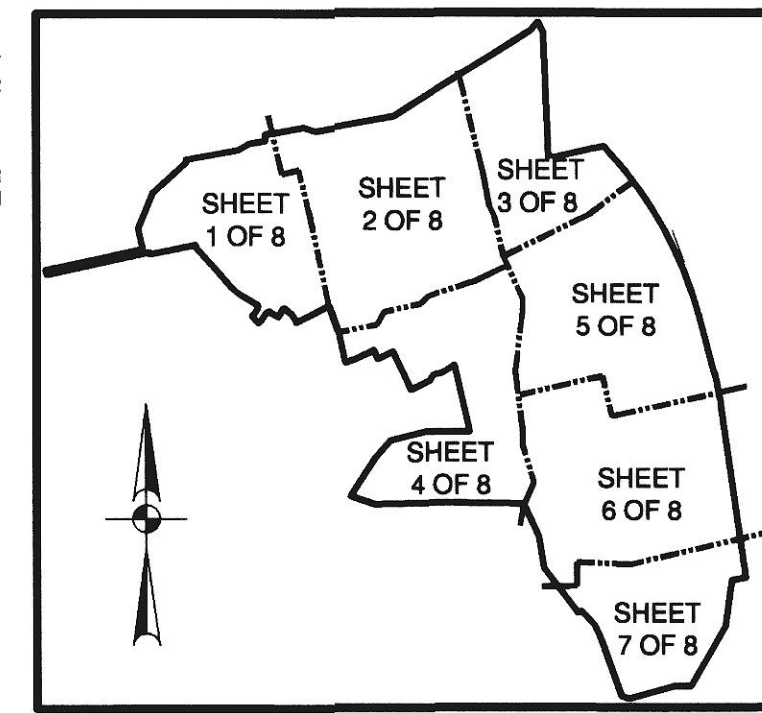 SHEET
1 OF 8
SHEET
2 OF 8
SHEET
3 OF 8
SHEET
5 OF 8
SHEET
4 OF 8
SHEET
6 OF 8
SHEET
7 OF 8